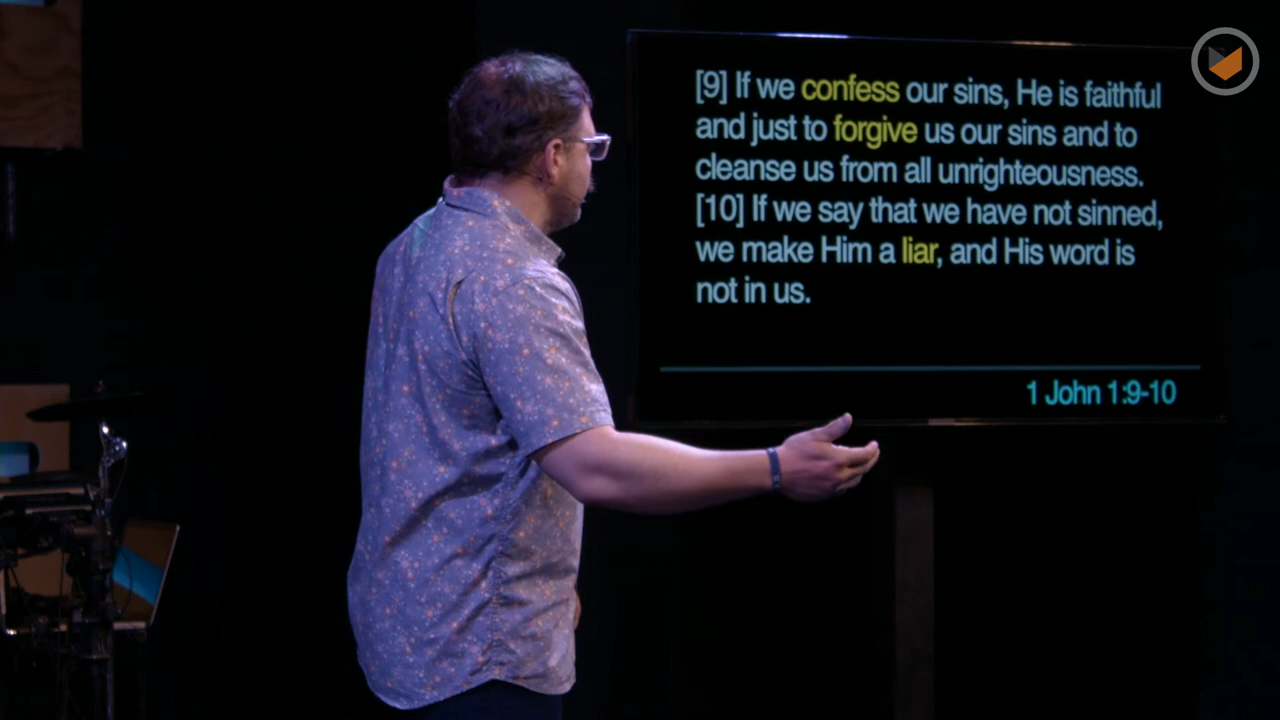 [9] If we confess our sins, He is faithful
and just to forgive us our sins and to
cleanse us from all unrighteousness.
[10] If we say that we have not sinned,
we make Him a liar, and His word is
not in us.
1 John 1:9-10